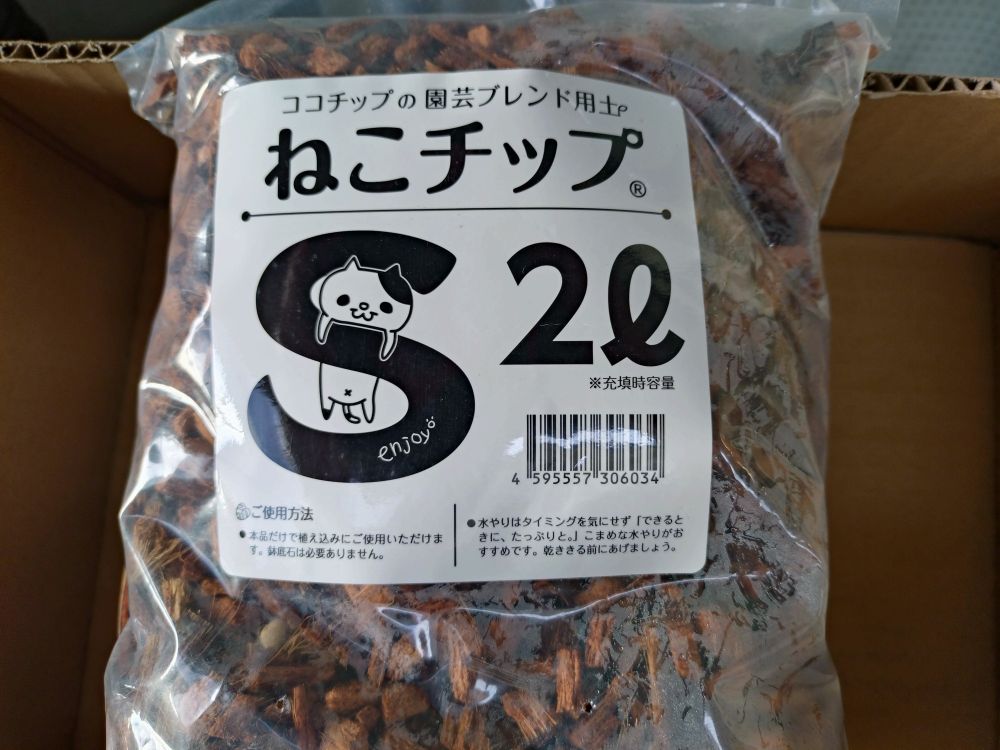 ココチップの園芸ブレンド用土
ねこチップ®
S
2ℓ
※充填時容量
enjoy
4 595557 306034
ご使用方法
●本品だけで植え込みにご使用いただけま
す。鉢底石は必要ありません。
●水やりはタイミングを気にせず「できると
きに、たっぷりと。」こまめな水やりがお
すすめです。乾ききる前にあげましょう。